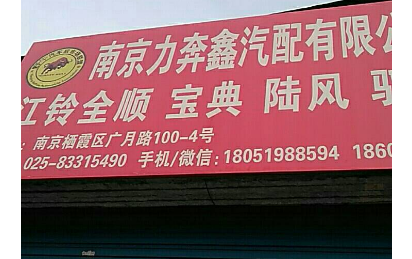 南京力奔鑫汽配有限公
江铃全顺 宝典 陆风
: 南京栖霞区广月路100-4号
025-83315490 手机/微信: 18051988594 1860